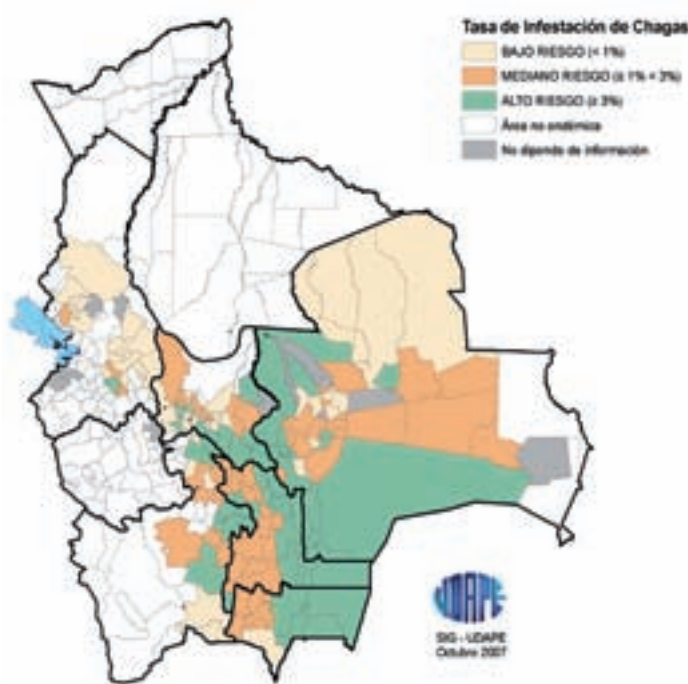 Tasa de Infestación de Chagas
BAJO RIESGO (< 1%)
MEDIANO RIESGO (≥ 1% < 3%)
ALTO RIESGO (≥ 3%)
Área no endémica
No dispone de información
UDAPE
SIG - UDAPE
Octubre 2007